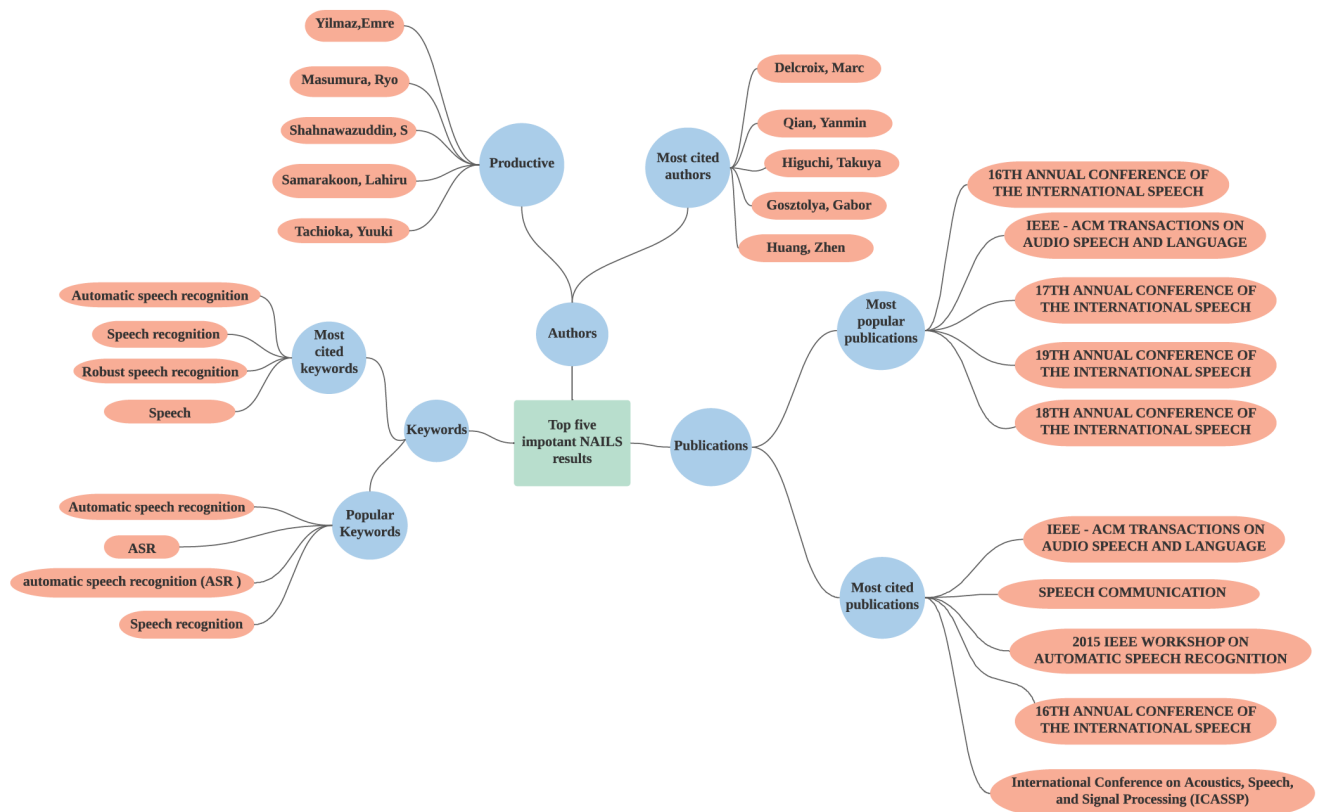 Yilmaz,Emre
Masumura, Ryo
Shahnawazuddin, S
Samarakoon, Lahiru
Tachioka, Yuuki
Productive
Delcroix, Marc
Qian, Yanmin
Higuchi, Takuya
Gosztolya, Gabor
Huang, Zhen
Most cited
authors
Authors
Automatic speech recognition
Speech recognition
Robust speech recognition
Speech
Most
cited
keywords
Keywords
Automatic speech recognition
ASR
automatic speech recognition (ASR )
Speech recognition
Popular
Keywords
Top five
impotant NAILS
results
Publications
Most
popular
publications
16TH ANNUAL CONFERENCE OF
THE INTERNATIONAL SPEECH
IEEE - ACM TRANSACTIONS ON
AUDIO SPEECH AND LANGUAGE
17TH ANNUAL CONFERENCE OF
THE INTERNATIONAL SPEECH
19TH ANNUAL CONFERENCE OF
THE INTERNATIONAL SPEECH
18TH ANNUAL CONFERENCE OF
THE INTERNATIONAL SPEECH
Most cited
publications
IEEE - ACM TRANSACTIONS ON
AUDIO SPEECH AND LANGUAGE
SPEECH COMMUNICATION
2015 IEEE WORKSHOP ON
AUTOMATIC SPEECH RECOGNITION
16TH ANNUAL CONFERENCE OF
THE INTERNATIONAL SPEECH
International Conference on Acoustics, Speech,
and Signal Processing (ICASSP)